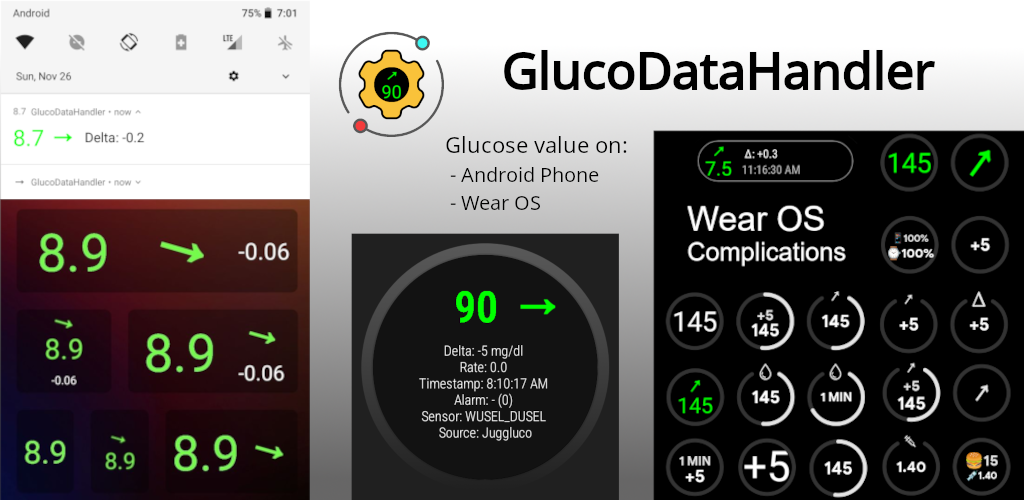 Android
75% 7:01
LTE
Sun, Nov 26
8.7 GlucoDataHandler • now
8.7 → Delta: -0.2
→ GlucoDataHandler • now
8.9 -0.06
8.9
-0.06
8.9
-0.06
8.9
8.9
8.9
90
GlucoDataHandler
Glucose value on:
- Android Phone
- Wear OS
90 →
Delta: -5 mg/dl
Rate: 0.0
Timestamp: 8:10:17 AM
Alarm: - (0)
Sensor: WUSEL_DUSEL
Source: Juggluco
7.5
Δ: +0.3
11:16:30 AM
145
Wear OS
Complications
100%
100%
+5
145
+5
145
145
+5
Δ
+5
145
145
1 MIN
+5
145
1 MIN
+5
+5
145
1.40
15
1.40